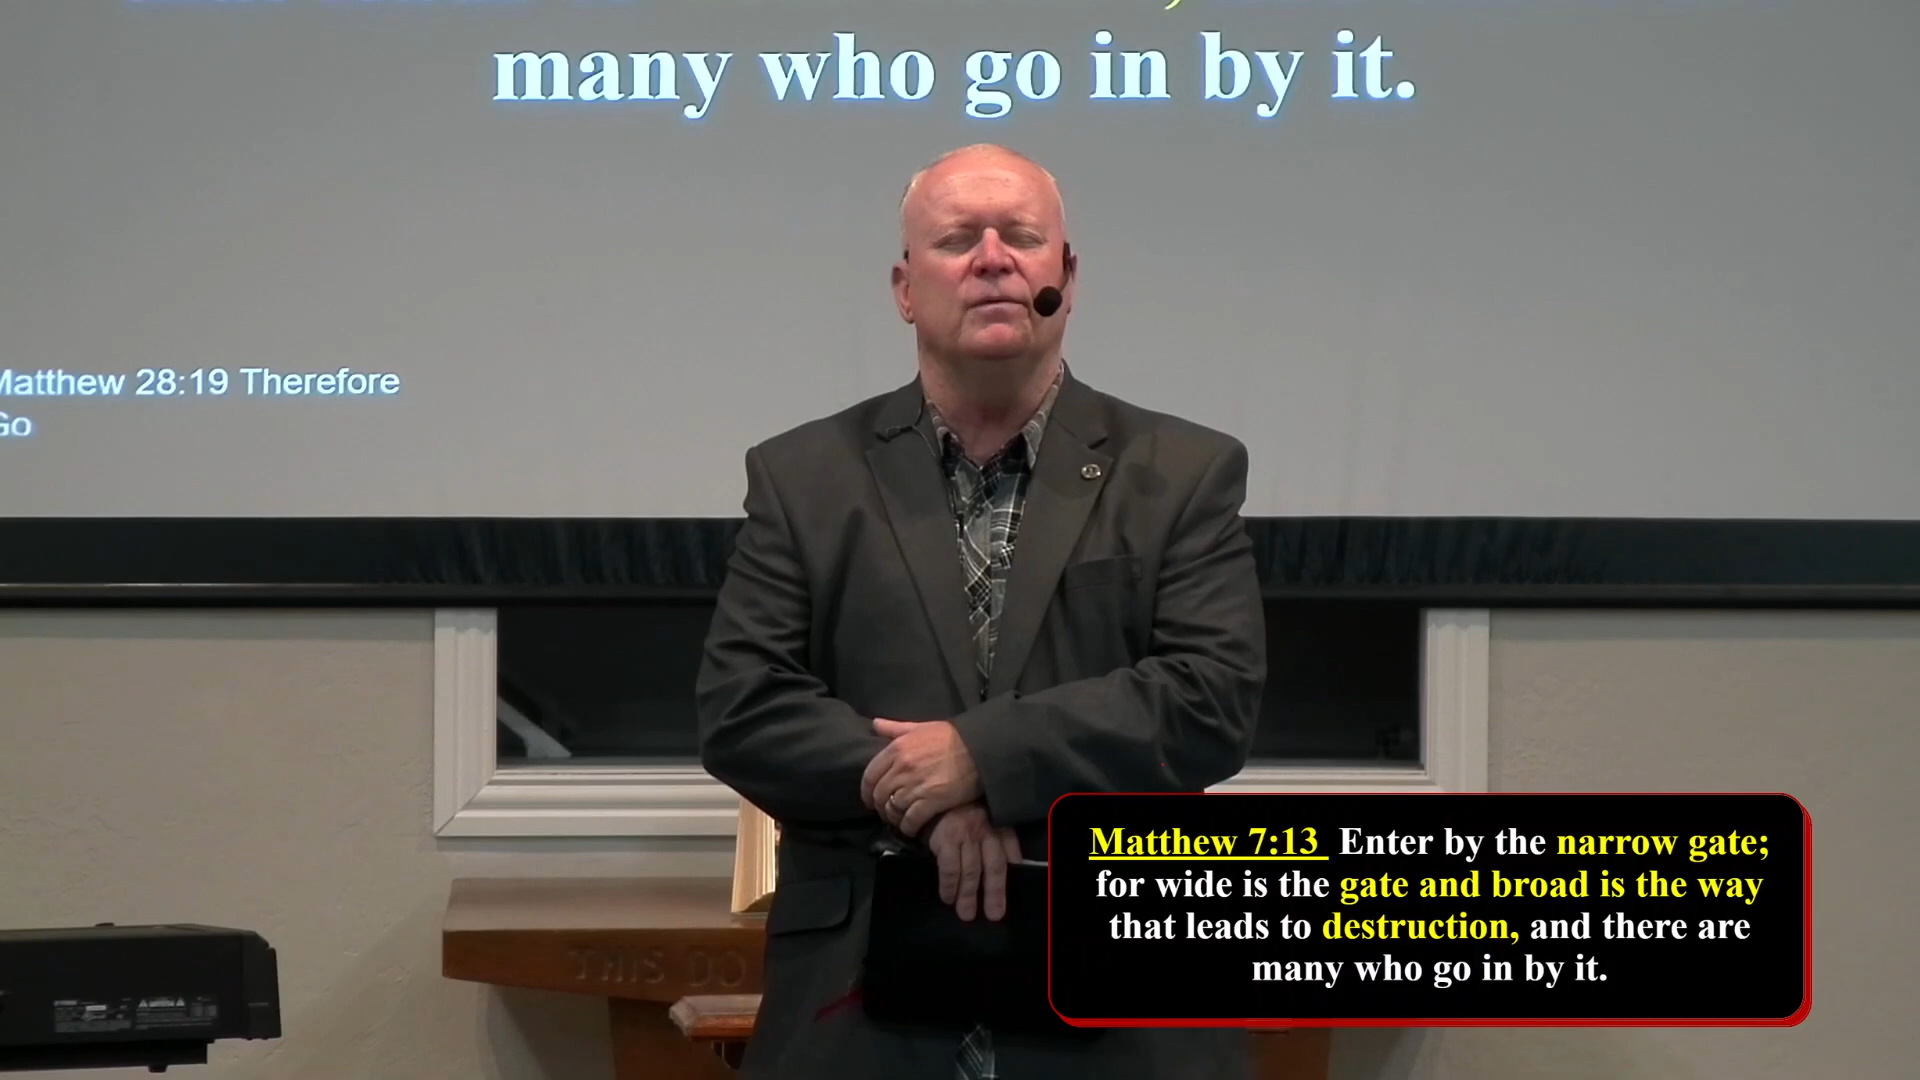 many who go in by it.
Matthew 28:19 Therefore
Go
THIS DO
Matthew 7:13 Enter by the narrow gate;
for wide is the gate and broad is the way
that leads to destruction, and there are
many who go in by it.